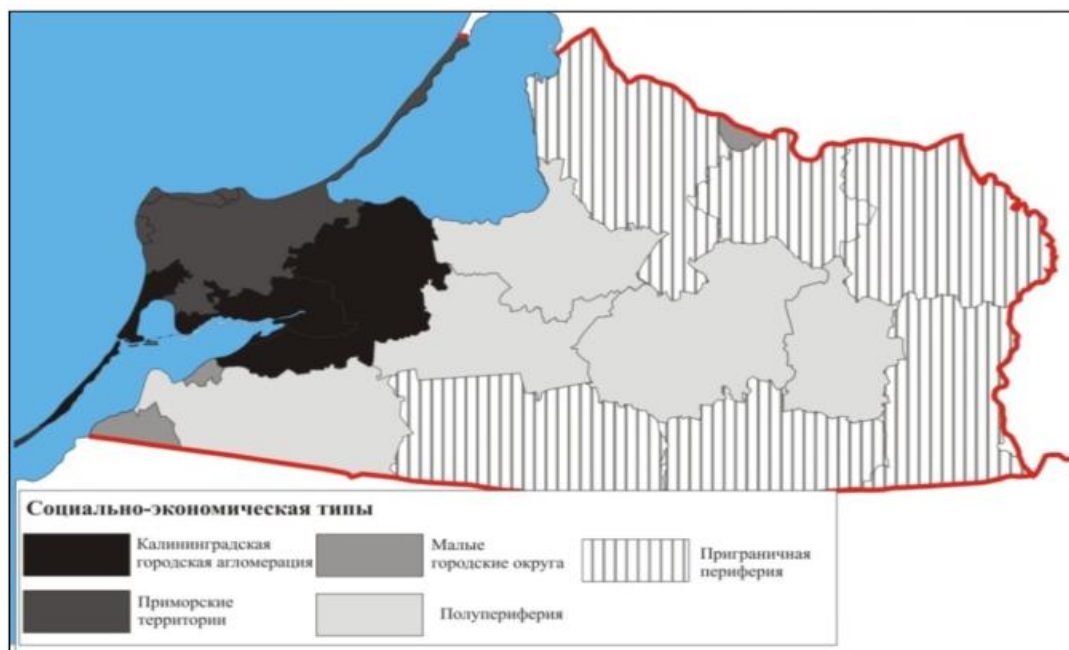 Социально-экономическая типы
Калининградская
городская агломерация
Приморские
территории
Малые
городские округа
Полупериферия
Приграничная
периферия